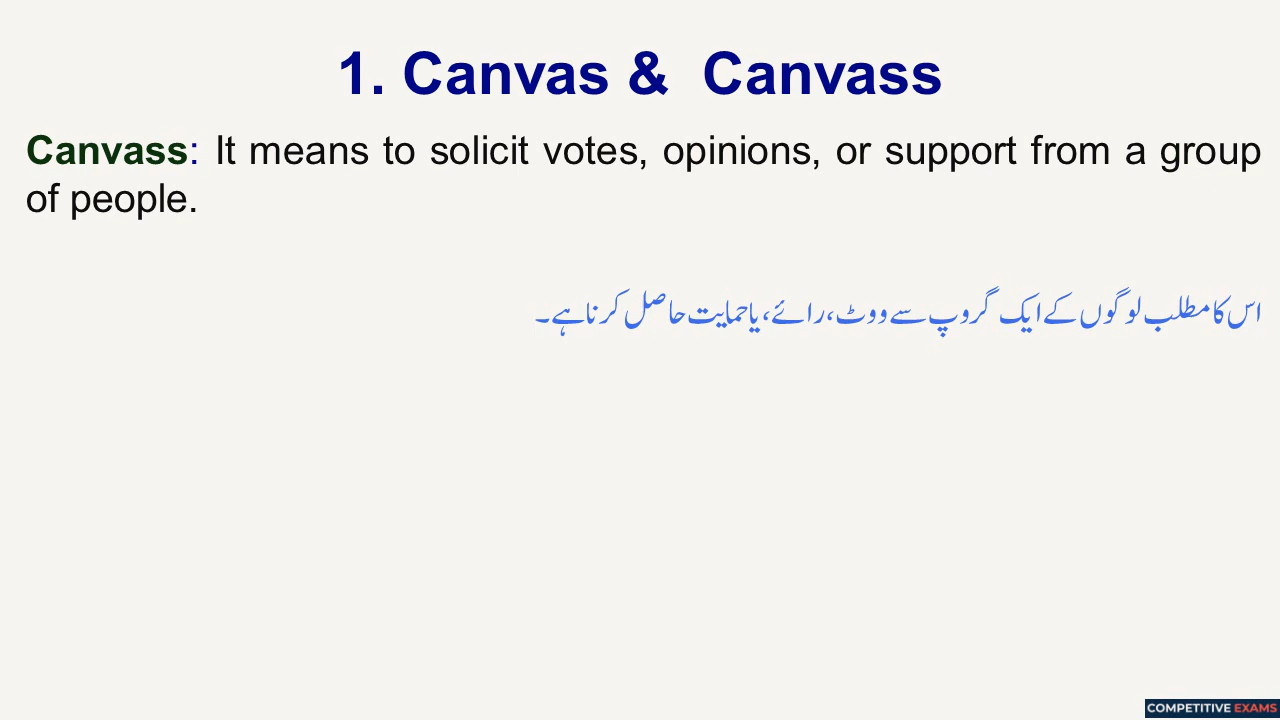 1. Canvas &  Canvass
Canvass: It means to solicit votes, opinions, or support from a group
of people.
اس کا مطلب لوگوں کے ایک گروپ سے ووٹ، رائے، یا حمایت حاصل کرنا ہے۔
COMPETITIVE EXAMS